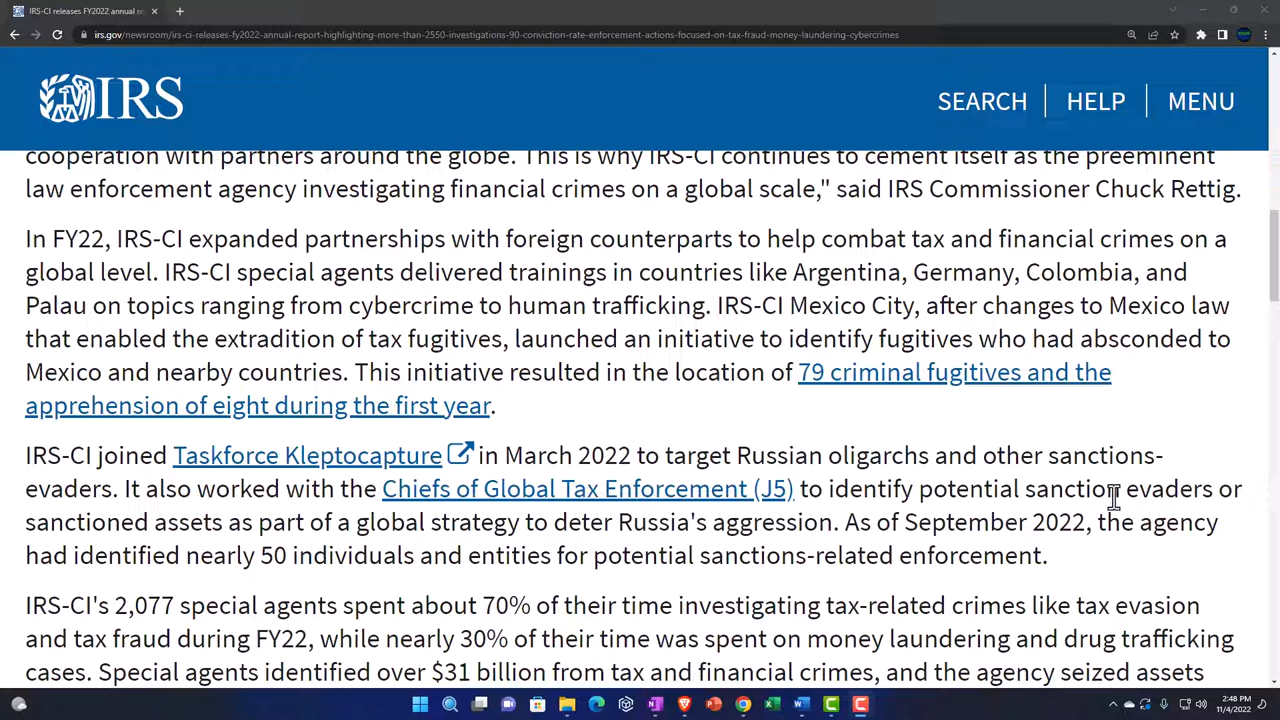 IRS-CI releases FY2022 annual re
irs.gov/newsroom/irs-ci-releases-fy2022-annual-report-highlighting-more-than-2550-investigations-90-conviction-rate-enforcement-actions-focused-on-tax-fraud-money-laundering-cybercrimes
IRS
SEARCH
HELP
MENU
cooperation with partners around the globe. This is why IRS-CI continues to cement itself as the preeminent
law enforcement agency investigating financial crimes on a global scale," said IRS Commissioner Chuck Rettig.
In FY22, IRS-CI expanded partnerships with foreign counterparts to help combat tax and financial crimes on a
global level. IRS-CI special agents delivered trainings in countries like Argentina, Germany, Colombia, and
Palau on topics ranging from cybercrime to human trafficking. IRS-CI Mexico City, after changes to Mexico law
that enabled the extradition of tax fugitives, launched an initiative to identify fugitives who had absconded to
Mexico and nearby countries. This initiative resulted in the location of 79 criminal fugitives and the
apprehension of eight during the first year.
IRS-CI joined Taskforce Kleptocapture in March 2022 to target Russian oligarchs and other sanctions-
evaders. It also worked with the Chiefs of Global Tax Enforcement (J5) to identify potential sanction evaders or
sanctioned assets as part of a global strategy to deter Russia's aggression. As of September 2022, the agency
had identified nearly 50 individuals and entities for potential sanctions-related enforcement.
IRS-CI's 2,077 special agents spent about 70% of their time investigating tax-related crimes like tax evasion
and tax fraud during FY22, while nearly 30% of their time was spent on money laundering and drug trafficking
cases. Special agents identified over $31 billion from tax and financial crimes, and the agency seized assets
2:48 PM
11/4/2022